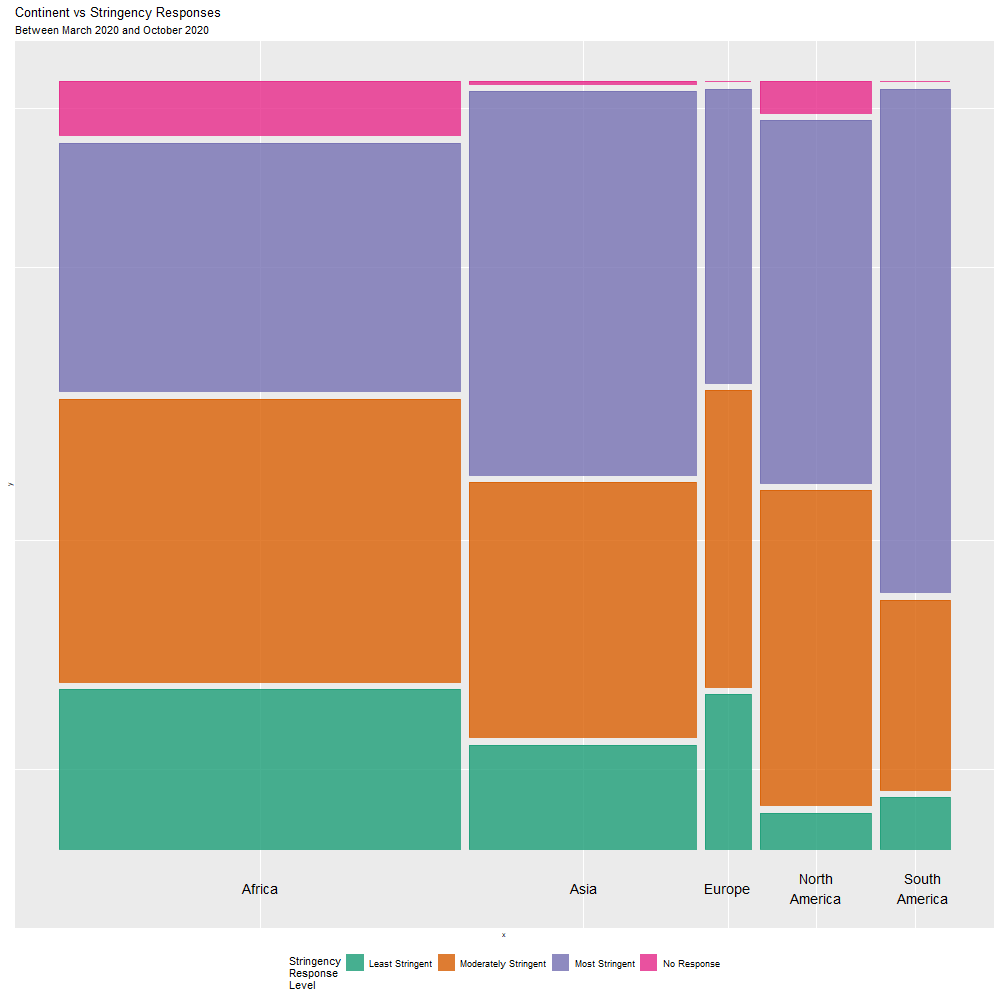 Continent vs Stringency Responses
Between March 2020 and October 2020
y
Africa
Asia
Europe
North
America
South
America
x
Stringency
Response
Level
Least Stringent
Moderately Stringent
Most Stringent
No Response